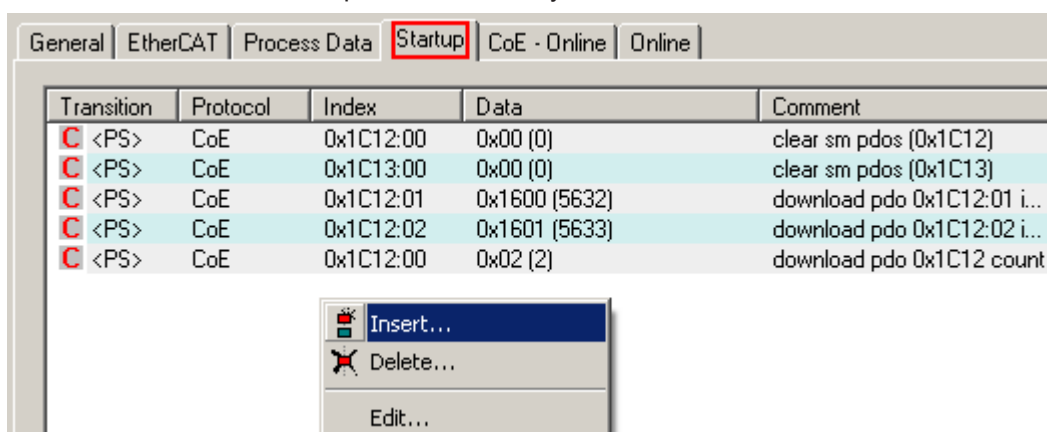 General EtherCAT Process Data Startup CoE - Online Online
Transition Protocol Index Data Comment
C <PS> CoE 0x1C12:00 0x00 (0) clear sm pdos (0x1C12)
C <PS> CoE 0x1C13:00 0x00 (0) clear sm pdos (0x1C13)
C <PS> CoE 0x1C12:01 0x1600 (5632) download pdo 0x1C12:01 i...
C <PS> CoE 0x1C12:02 0x1601 (5633) download pdo 0x1C12:02 i...
C <PS> CoE 0x1C12:00 0x02 (2) download pdo 0x1C12 count
Insert...
Delete...
Edit...